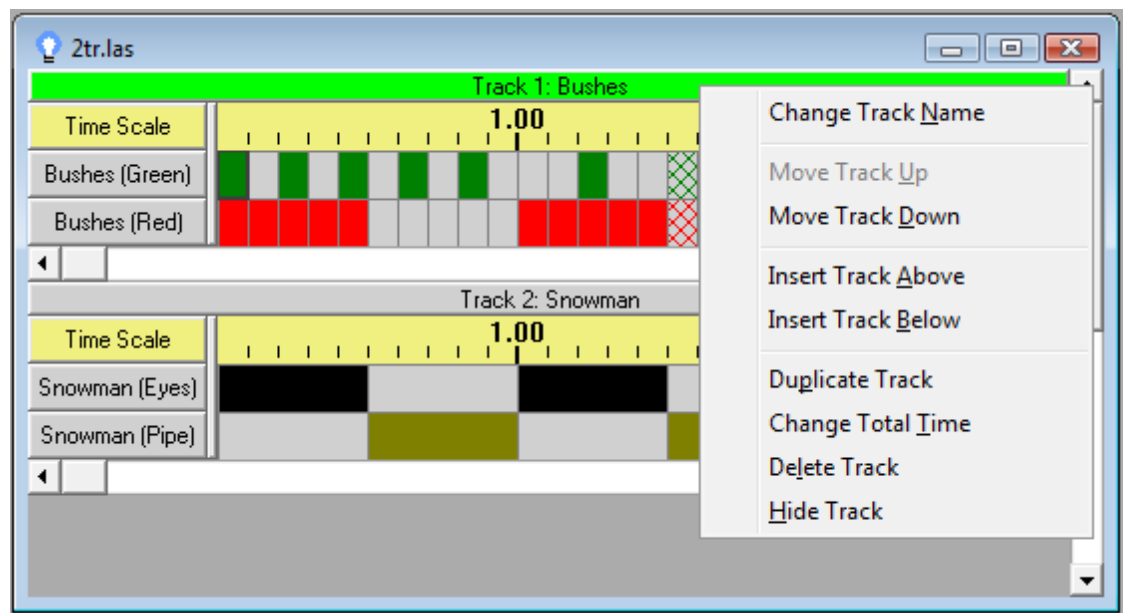 2tr.las
Track 1: Bushes
Time Scale
1.00
Bushes (Green)
Bushes (Red)
Track 2: Snowman
Time Scale
1.00
Snowman (Eyes)
Snowman (Pipe)
Change Track Name
Move Track Up
Move Track Down
Insert Track Above
Insert Track Below
Duplicate Track
Change Total Time
Delete Track
Hide Track